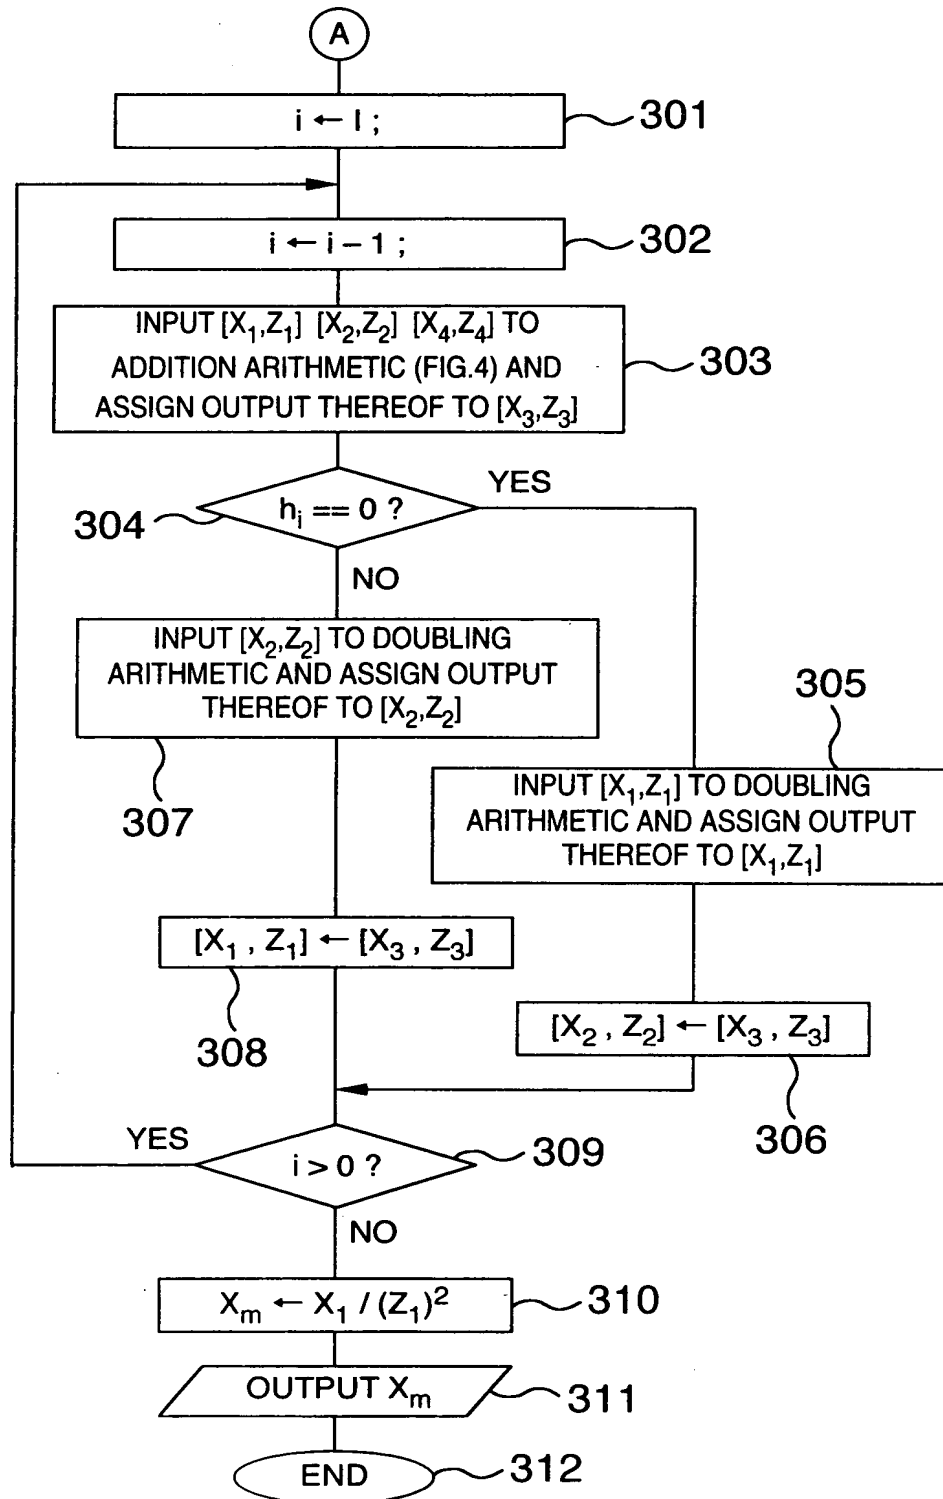 A
i ← l ;
301
i ← i – 1 ;
302
INPUT [X₁,Z₁] [X₂,Z₂] [X₄,Z₄] TO
ADDITION ARITHMETIC (FIG.4) AND
ASSIGN OUTPUT THEREOF TO [X₃,Z₃]
303
hᵢ == 0 ?
304
YES
NO
INPUT [X₂,Z₂] TO DOUBLING
ARITHMETIC AND ASSIGN OUTPUT
THEREOF TO [X₂,Z₂]
307
305
INPUT [X₁,Z₁] TO DOUBLING
ARITHMETIC AND ASSIGN OUTPUT
THEREOF TO [X₁,Z₁]
[X₁ , Z₁] ← [X₃ , Z₃]
308
[X₂ , Z₂] ← [X₃ , Z₃]
306
YES
i > 0 ?
309
NO
Xₘ ← X₁ / (Z₁)²
310
OUTPUT Xₘ
311
END
312